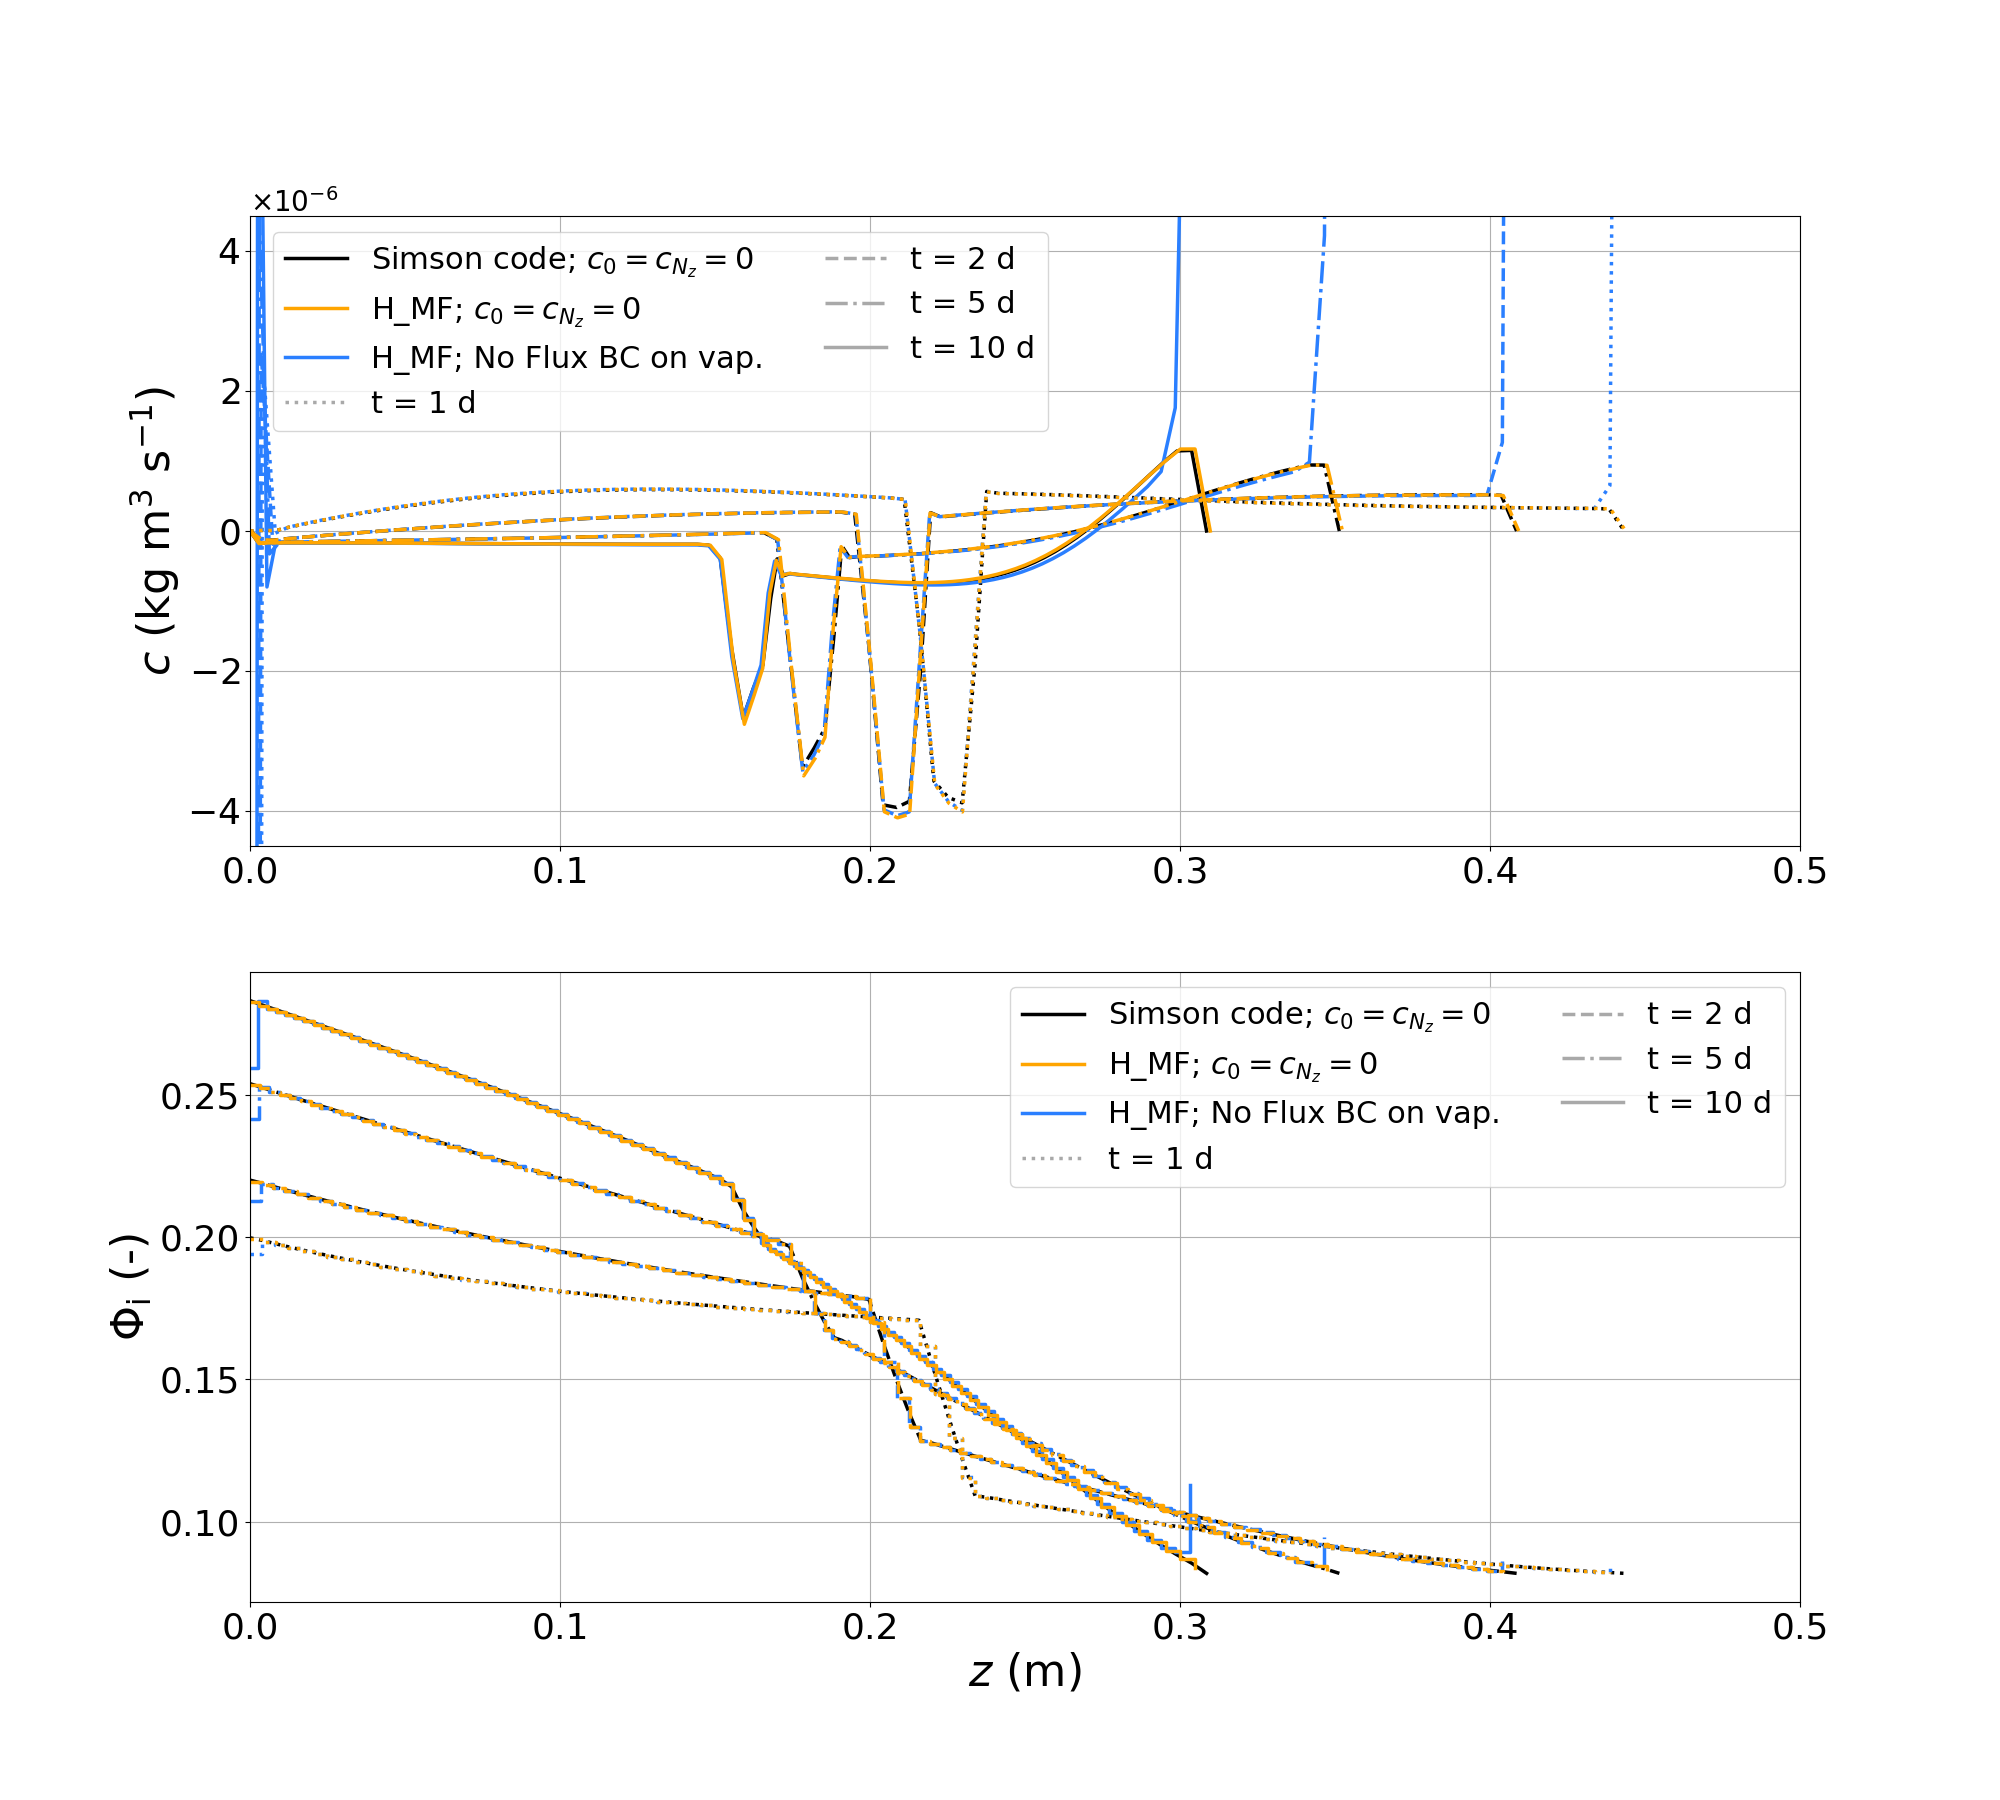 ×10⁻⁶
c (kg m³ s⁻¹)
4
2
0
−2
−4
Simson code; c₀ = c_{N_z} = 0
H_MF; c₀ = c_{N_z} = 0
H_MF; No Flux BC on vap.
t = 1 d
t = 2 d
t = 5 d
t = 10 d
0.0 0.1 0.2 0.3 0.4 0.5
Φᵢ (-)
0.25
0.20
0.15
0.10
Simson code; c₀ = c_{N_z} = 0
H_MF; c₀ = c_{N_z} = 0
H_MF; No Flux BC on vap.
t = 1 d
t = 2 d
t = 5 d
t = 10 d
0.0 0.1 0.2 0.3 0.4 0.5
z (m)